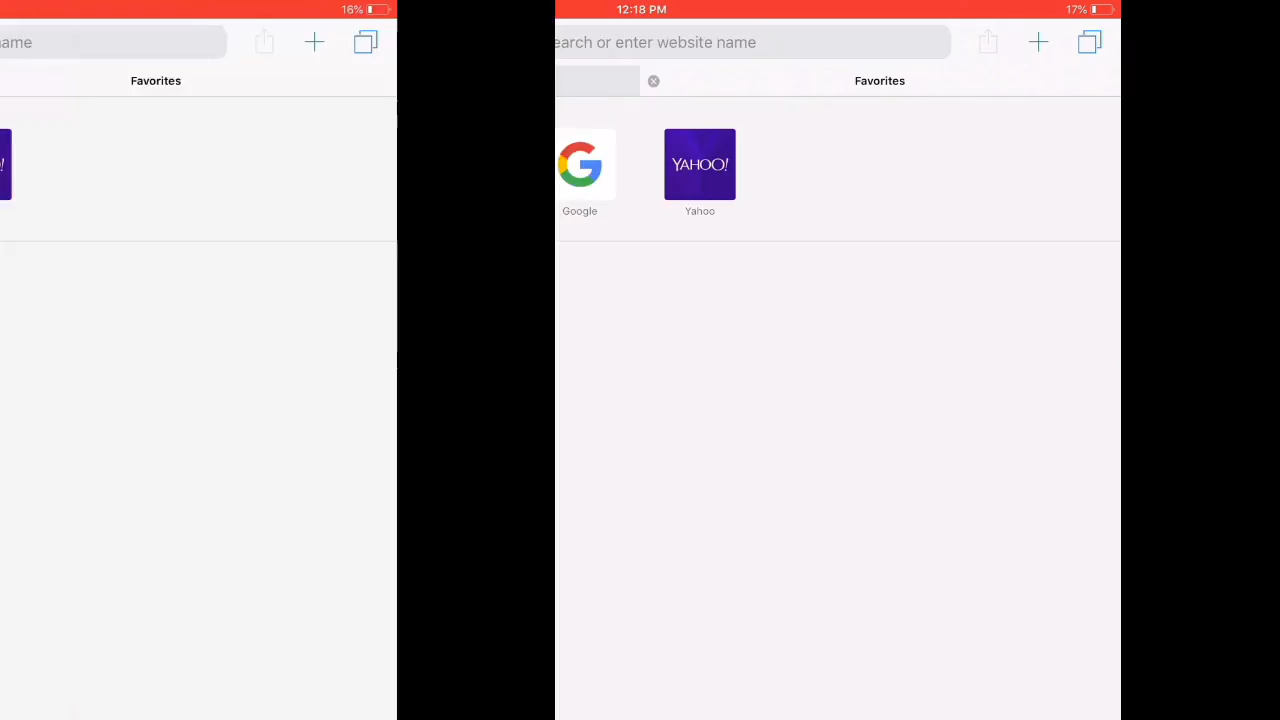 16%
ame
Favorites
!
12:18 PM
17%
earch or enter website name
Favorites
YAHOO!
Google
Yahoo